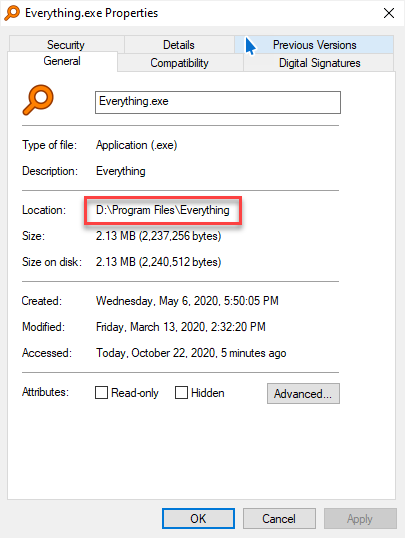 Everything.exe Properties
Security Details Previous Versions
General Compatibility Digital Signatures
Everything.exe
Type of file: Application (.exe)
Description: Everything
Location: D:\Program Files\Everything
Size: 2.13 MB (2,237,256 bytes)
Size on disk: 2.13 MB (2,240,512 bytes)
Created: Wednesday, May 6, 2020, 5:50:05 PM
Modified: Friday, March 13, 2020, 2:32:20 PM
Accessed: Today, October 22, 2020, 5 minutes ago
Attributes: Read-only Hidden Advanced...
OK Cancel Apply